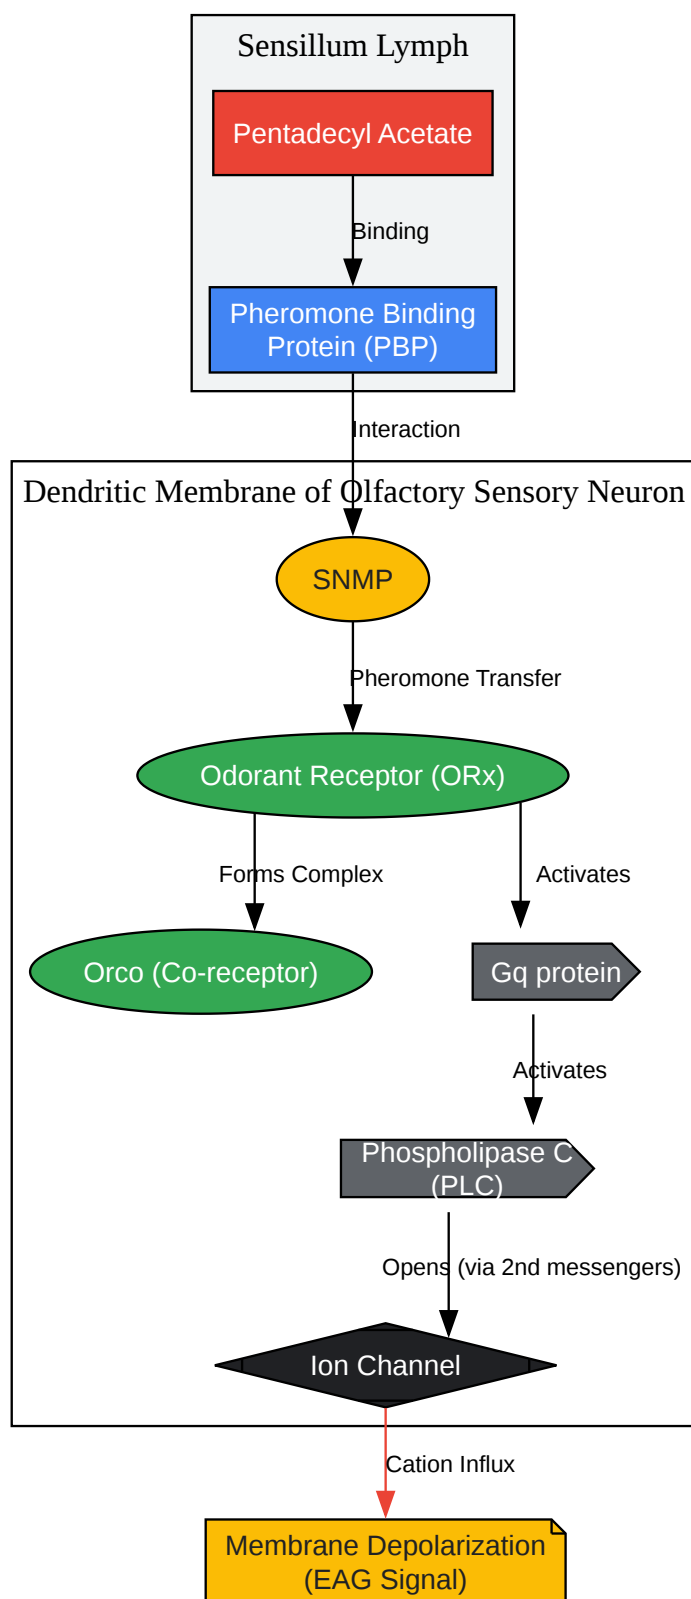 Sensillum Lymph
Pentadecyl Acetate
Binding
Pheromone Binding
Protein (PBP)
Interaction
Dendritic Membrane of Olfactory Sensory Neuron
SNMP
Pheromone Transfer
Odorant Receptor (ORx)
Forms Complex
Activates
Orco (Co-receptor)
Gq protein
Activates
Phospholipase C
(PLC)
Opens (via 2nd messengers)
Ion Channel
Cation Influx
Membrane Depolarization
(EAG Signal)